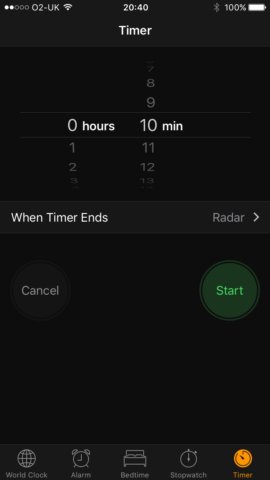 O2-UK 20:40 100%
Timer
7
8
9
0 hours 10 min
1 11
2 12
3 13
When Timer Ends Radar
Cancel Start
World Clock Alarm Bedtime Stopwatch Timer